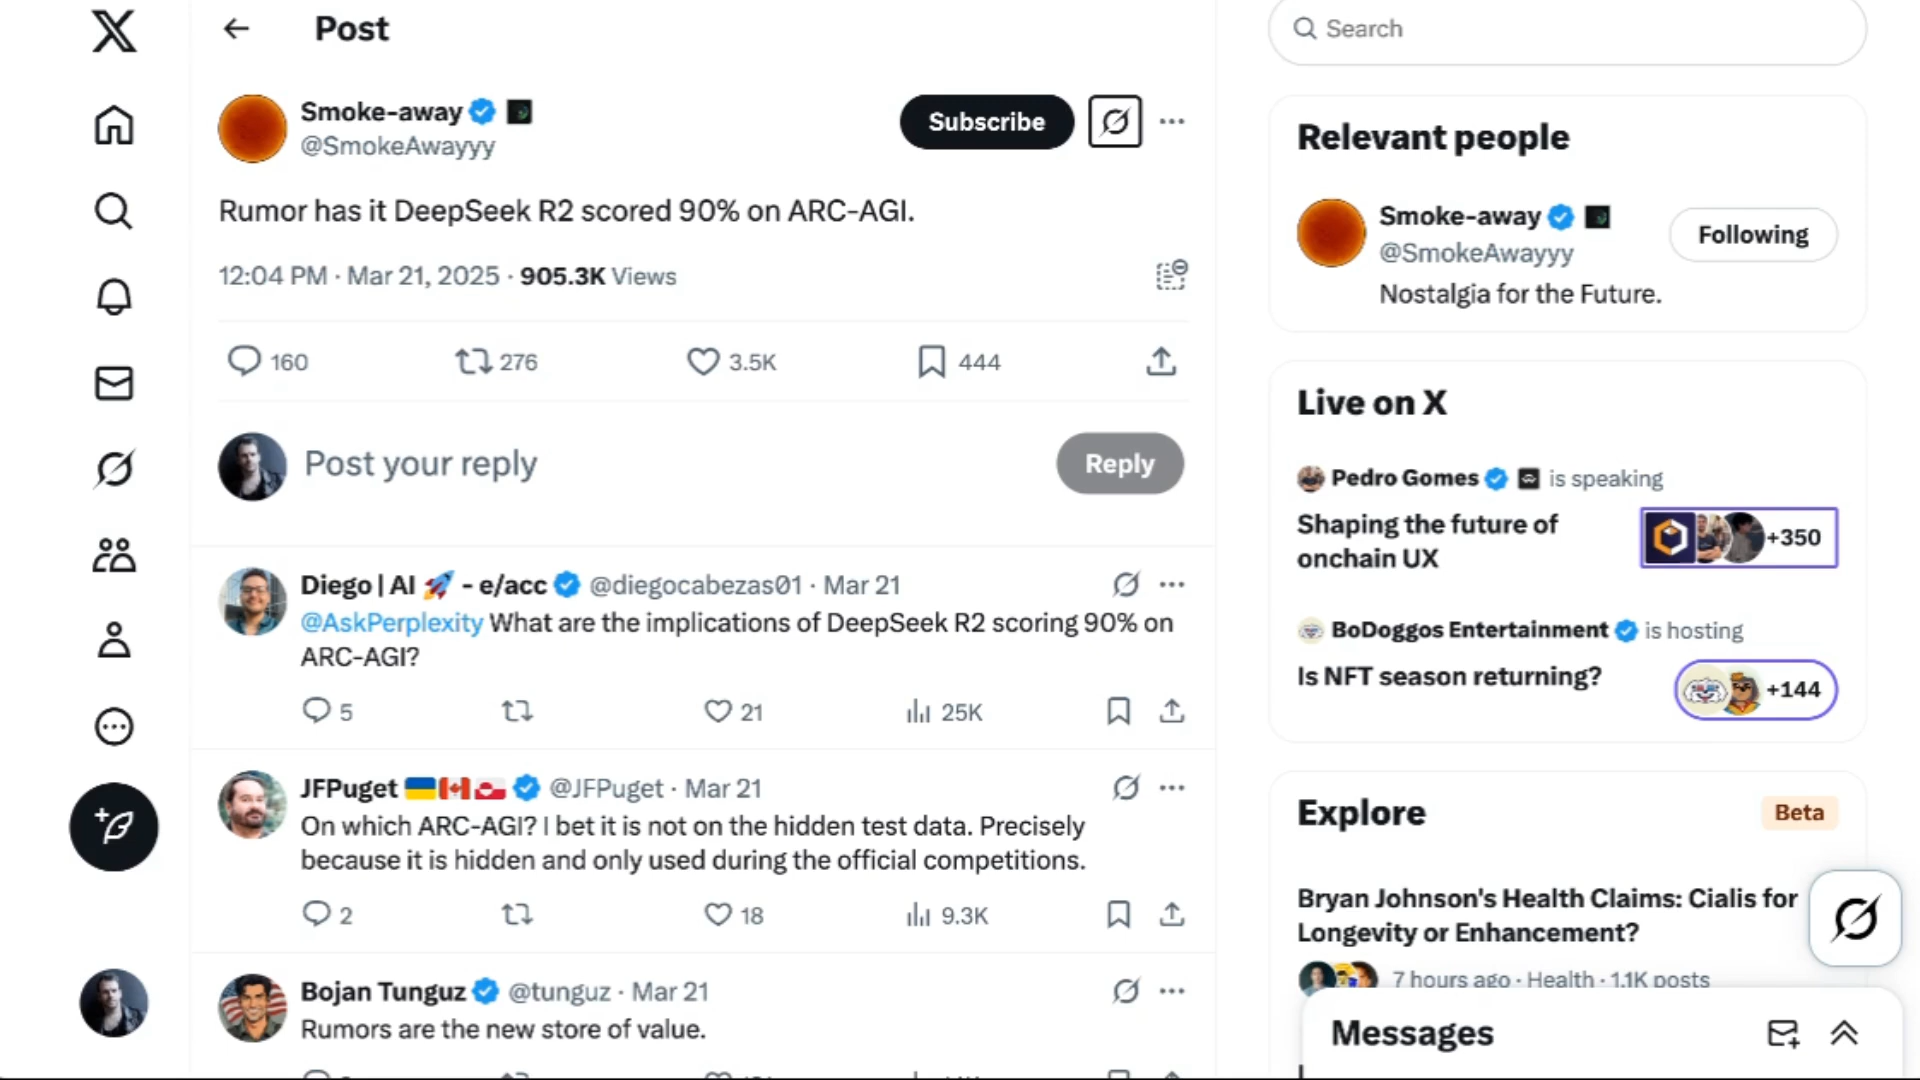 Post
Smoke-away
@SmokeAwayyy
Subscribe
Rumor has it DeepSeek R2 scored 90% on ARC-AGI.
12:04 PM · Mar 21, 2025 · 905.3K Views
160
276
3.5K
444
Post your reply
Reply
Diego | AI 🚀 - e/acc @diegocabezas01 · Mar 21
@AskPerplexity What are the implications of DeepSeek R2 scoring 90% on
ARC-AGI?
5
21
25K
JFPuget 🇺🇦🇨🇦🇬🇱 @JFPuget · Mar 21
On which ARC-AGI? I bet it is not on the hidden test data. Precisely
because it is hidden and only used during the official competitions.
2
18
9.3K
Bojan Tunguz @tunguz · Mar 21
Rumors are the new store of value.
Search
Relevant people
Smoke-away
@SmokeAwayyy
Following
Nostalgia for the Future.
Live on X
Pedro Gomes is speaking
Shaping the future of
onchain UX
+350
BoDoggos Entertainment is hosting
Is NFT season returning?
+144
Explore
Beta
Bryan Johnson's Health Claims: Cialis for
Longevity or Enhancement?
7 hours ago · Health · 1.1K posts
Messages